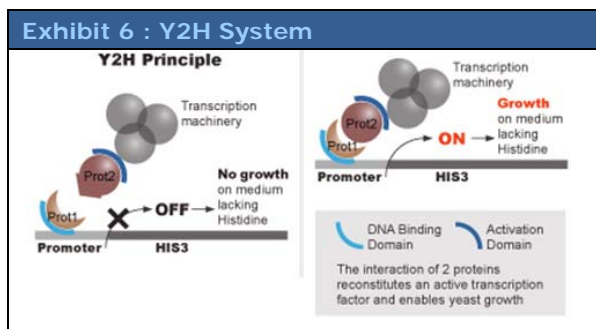 Exhibit 6 : Y2H System
Y2H Principle
Transcription
machinery
Prot2
Prot1
No growth
on medium
lacking
Histidine
OFF
Promoter
HIS3
Transcription
machinery
Prot2
Prot1
Growth
on medium
lacking
Histidine
ON
Promoter
HIS3
DNA Binding
Domain
Activation
Domain
The interaction of 2 proteins
reconstitutes an active transcription
factor and enables yeast growth